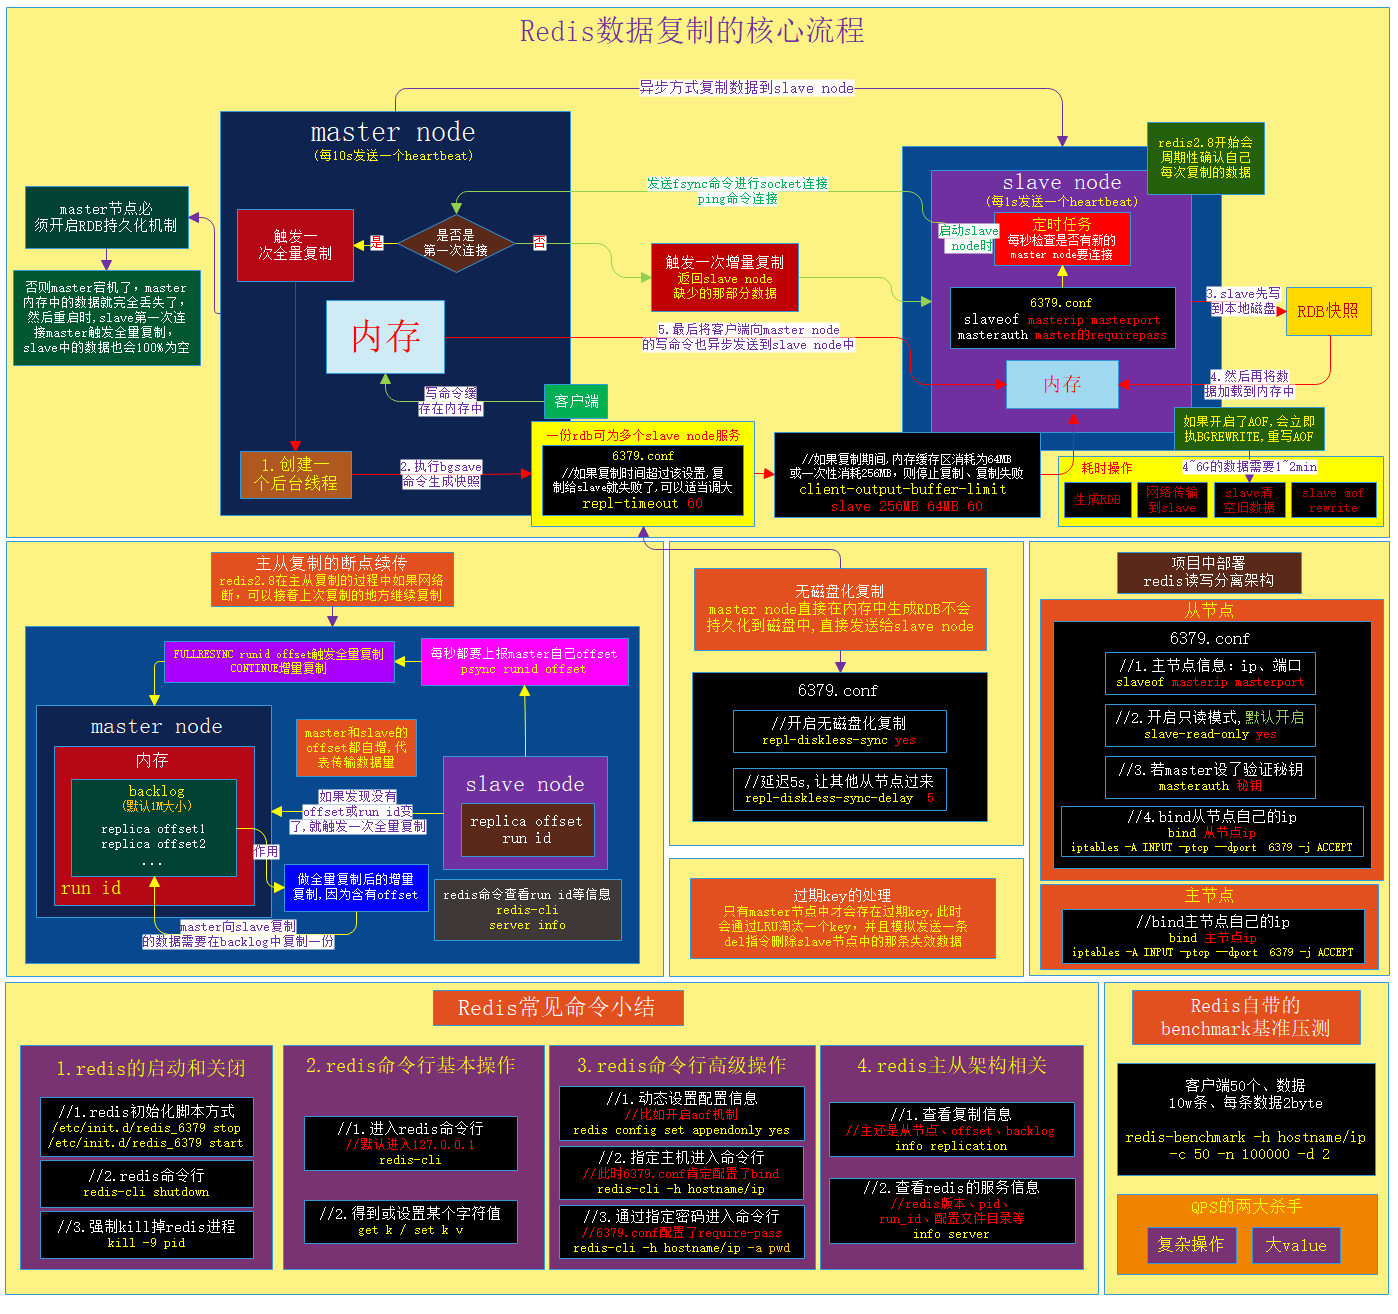 Redis数据复制的核心流程
异步方式复制数据到slave node
master node
(每10s发送一个heartbeat)
redis2.8开始会
周期性确认自己
每次复制的数据
发送fsync命令进行socket连接
ping命令连接
slave node
(每1s发送一个heartbeat)
master节点必
须开启RDB持久化机制
触发一
次全量复制
是
是否是
第一次连接
否
启动slave
node时
定时任务
每秒检查是否有新的
master node要连接
触发一次增量复制
返回slave node
缺少的那部分数据
否则master宕机了，master
内存中的数据就完全丢失了，
然后重启时,slave第一次连
接master触发全量复制，
slave中的数据也会100%为空
6379.conf
slaveof masterip masterport
masterauth master的requirepass
3.slave先写
到本地磁盘
RDB快照
内存
5.最后将客户端向master node
的写命令也异步发送到slave node中
内存
4.然后再将数
据加载到内存中
写命令缓
存在内存中
客户端
如果开启了AOF,会立即
执BGREWRITE,重写AOF
1.创建一
个后台线程
2.执行bgsave
命令生成快照
一份rdb可为多个slave node服务
6379.conf
//如果复制时间超过该设置,复
制给slave就失败了,可以适当调大
repl-timeout 60
//如果复制期间,内存缓存区消耗为64MB
或一次性消耗256MB，则停止复制、复制失败
client-output-buffer-limit
slave 256MB 64MB 60
耗时操作
4~6G的数据需要1~2min
生成RDB
网络传输
到slave
slave清
空旧数据
slave aof
rewrite
主从复制的断点续传
redis2.8在主从复制的过程中如果网络
断，可以接着上次复制的地方继续复制
FULLRESYNC runid offset触发全量复制
CONTINUE增量复制
每秒都要上报master自己offset
psync runid offset
master node
内存
backlog
(默认1M大小)
replica offset1
replica offset2
...
run id
master和slave的
offset都自增,代
表传输数据量
slave node
replica offset
run id
如果发现没有
offset或run id变
了,就触发一次全量复制
作用
做全量复制后的增量
复制,因为含有offset
redis命令查看run id等信息
redis-cli
server info
master向slave复制
的数据需要在backlog中复制一份
无磁盘化复制
master node直接在内存中生成RDB不会
持久化到磁盘中,直接发送给slave node
6379.conf
//开启无磁盘化复制
repl-diskless-sync yes
//延迟5s,让其他从节点过来
repl-diskless-sync-delay 5
过期key的处理
只有master节点中才会存在过期key,此时
会通过LRU淘汰一个key，并且模拟发送一条
del指令删除slave节点中的那条失效数据
项目中部署
redis读写分离架构
从节点
6379.conf
//1.主节点信息：ip、端口
slaveof masterip masterport
//2.开启只读模式,默认开启
slave-read-only yes
//3.若master设了验证秘钥
masterauth 秘钥
//4.bind从节点自己的ip
bind 从节点ip
iptables -A INPUT -ptcp --dport 6379 -j ACCEPT
主节点
//bind主节点自己的ip
bind 主节点ip
iptables -A INPUT -ptcp --dport 6379 -j ACCEPT
Redis常见命令小结
1.redis的启动和关闭
//1.redis初始化脚本方式
/etc/init.d/redis_6379 stop
/etc/init.d/redis_6379 start
//2.redis命令行
redis-cli shutdown
//3.强制kill掉redis进程
kill -9 pid
2.redis命令行基本操作
//1.进入redis命令行
//默认进入127.0.0.1
redis-cli
//2.得到或设置某个字符值
get k / set k v
3.redis命令行高级操作
//1.动态设置配置信息
//比如开启aof机制
redis config set appendonly yes
//2.指定主机进入命令行
//此时6379.conf肯定配置了bind
redis-cli -h hostname/ip
//3.通过指定密码进入命令行
//6379.conf配置了require-pass
redis-cli -h hostname/ip -a pwd
4.redis主从架构相关
//1.查看复制信息
//主还是从节点、offset、backlog
info replication
//2.查看redis的服务信息
//redis版本、pid、
run_id、配置文件目录等
info server
Redis自带的
benchmark基准压测
客户端50个、数据
10w条、每条数据2byte
redis-benchmark -h hostname/ip
-c 50 -n 100000 -d 2
QPS的两大杀手
复杂操作
大value